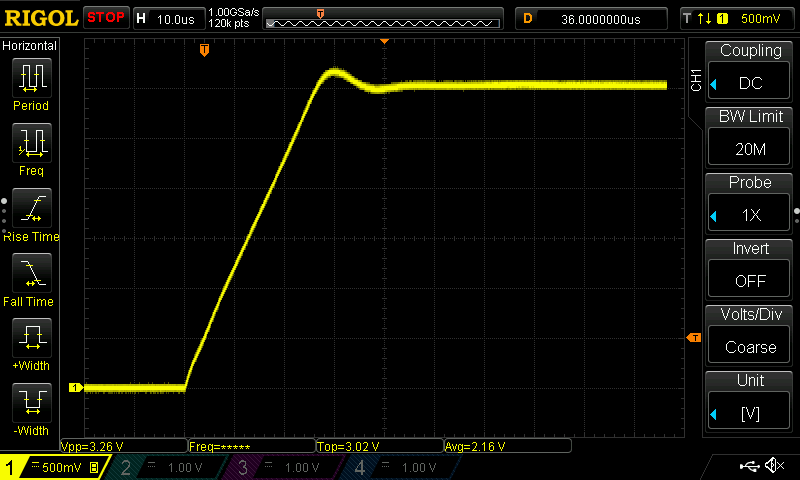 RIGOL STOP H 10.0us 1.00GSa/s 120k pts T D 36.0000000us T 1 500mV
Horizontal
Period
Freq
Rise Time
Fall Time
+Width
-Width
T
1
T
CH1
Coupling
DC
BW Limit
20M
Probe
1X
Invert
OFF
Volts/Div
Coarse
Unit
[V]
Vpp=3.26 V Freq=***** Top=3.02 V Avg=2.16 V
1 500mV B 2 1.00 V 3 1.00 V 4 1.00 V